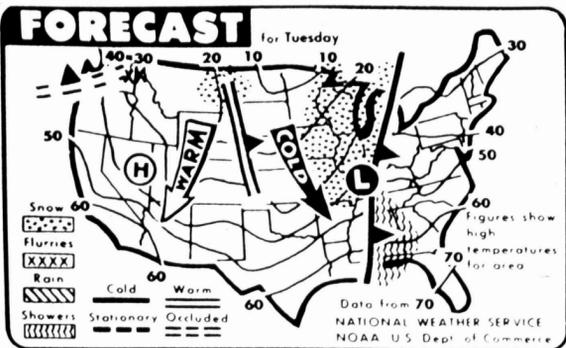 FORECAST for Tuesday
40 30 20 10 10 20 30
50 H WARM COLD L 40
50
60 60
Snow Figures show
Flurries high
XXXX temperatures
Rain 60 70 for area
Cold Warm 60
Showers Data from 70
Stationary Occluded NATIONAL WEATHER SERVICE
NOAA U S Dept of Commerce